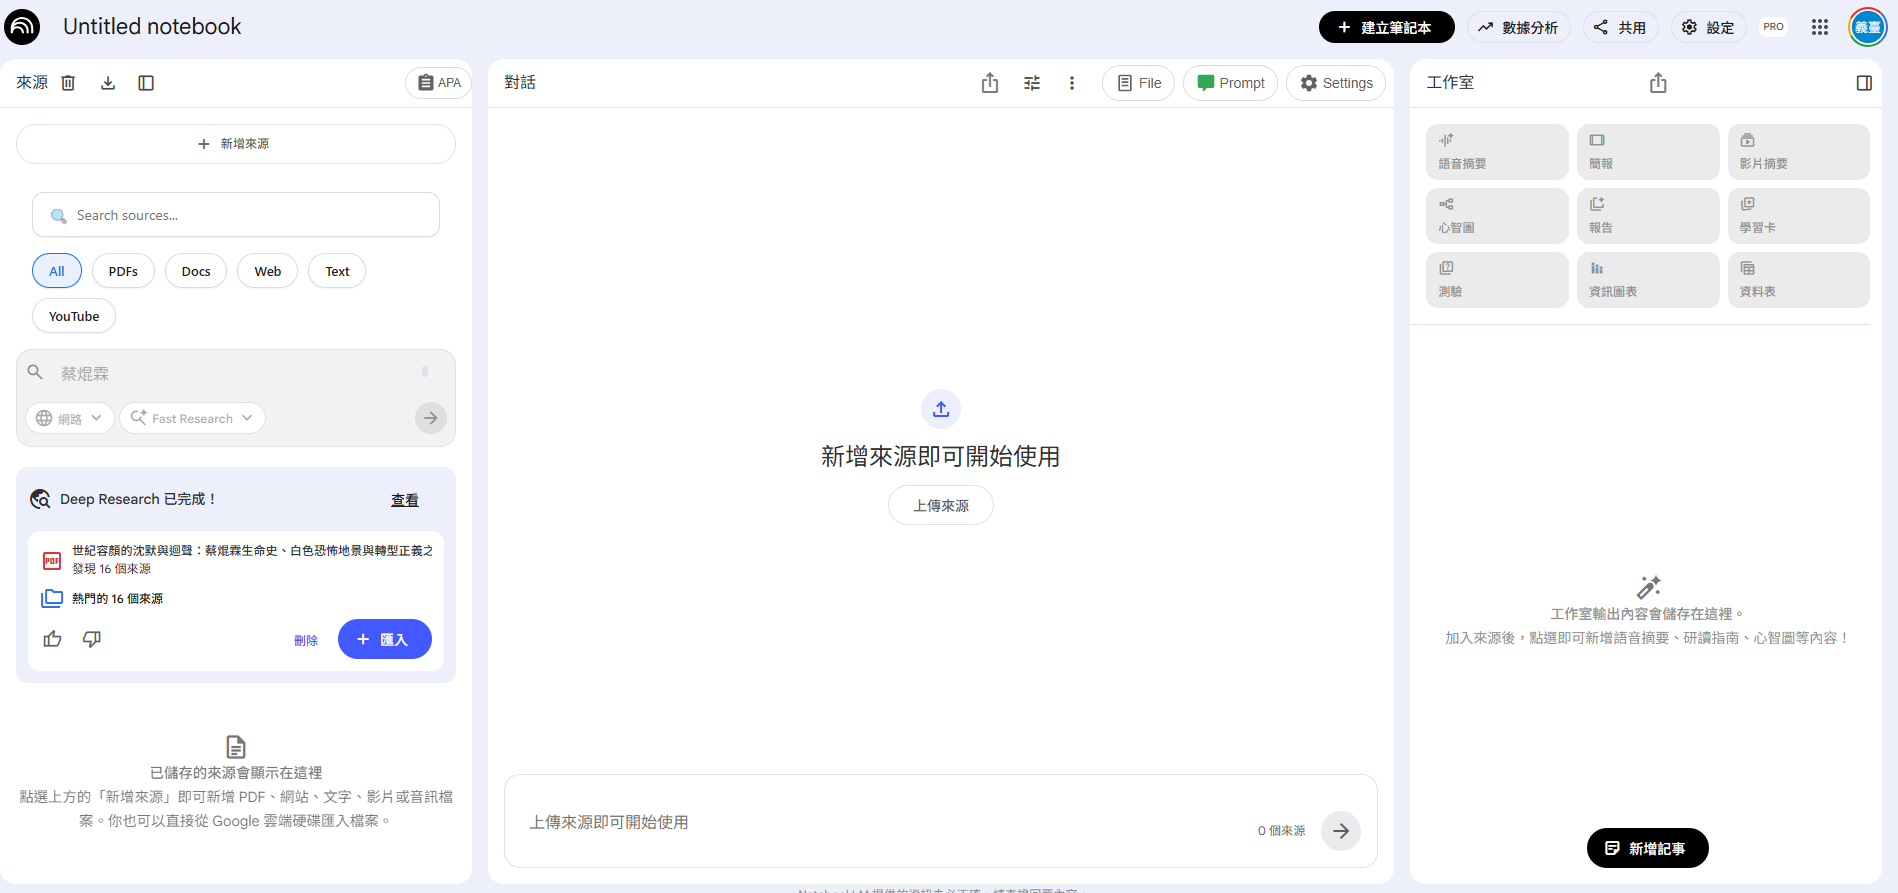 Untitled notebook
建立筆記本
數據分析
共用
設定
PRO
義臺
來源
APA
新增來源
Search sources...
All
PDFs
Docs
Web
Text
YouTube
蔡焜霖
網路
Fast Research
Deep Research 已完成！
查看
PDF
世紀容顏的沈默與迴聲：蔡焜霖生命史、白色恐怖地景與轉型正義之
發現 16 個來源
熱門的 16 個來源
刪除
匯入
已儲存的來源會顯示在這裡
點選上方的「新增來源」即可新增 PDF、網站、文字、影片或音訊檔
案。你也可以直接從 Google 雲端硬碟匯入檔案。
對話
File
Prompt
Settings
新增來源即可開始使用
上傳來源
上傳來源即可開始使用
0 個來源
工作室
語音摘要
簡報
影片摘要
心智圖
報告
學習卡
測驗
資訊圖表
資料表
工作室輸出內容會儲存在這裡。
加入來源後，點選即可新增語音摘要、研讀指南、心智圖等內容！
新增記事